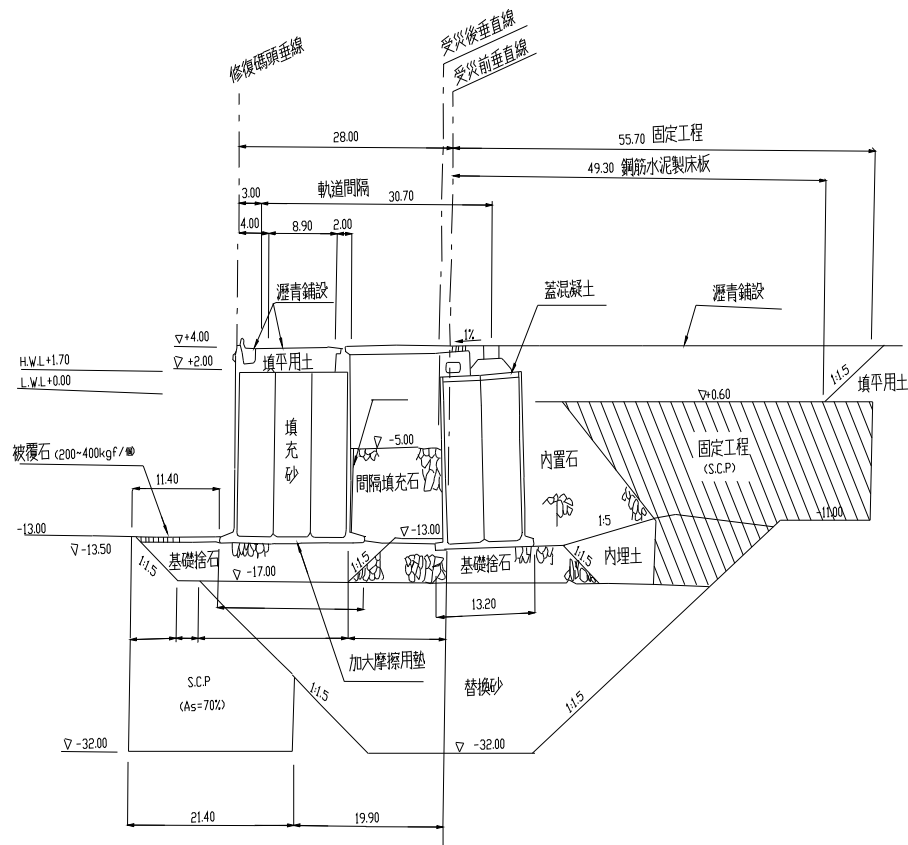 受災後垂直線
受災前垂直線
修復碼頭垂線
28.00
55.70 固定工程
49.30 鋼筋水泥製床板
軌道間隔
3.00
30.70
4.00
8.90
2.00
瀝青鋪設
蓋混凝土
瀝青鋪設
▽+4.00
1%
H.W.L+1.70
▽ +2.00
填平用土
L.W.L+0.00
1:1.5
填平用土
▽+0.60
填充砂
▽ -5.00
固定工程
(S.C.P)
被覆石 (200~400kgf/個)
內置石
間隔填充石
11.40
-13.00
▽-13.00
1:5
-11.00
▽-13.50
基礎捨石
1:1.5
1:1.5
基礎捨石
1:1.5
內埋土
▽ -17.00
13.20
加大摩擦用墊
S.C.P
(As=70%)
1:1.5
替換砂
1:1.5
▽ -32.00
▽ -32.00
21.40
19.90